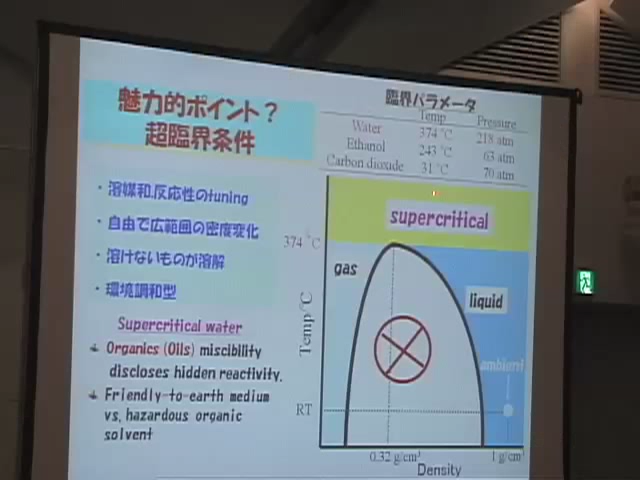 魅力的ポイント？
超臨界条件
・溶媒和.反応性のtuning
・自由で広範囲の密度変化
・溶けないものが溶解
・環境調和型
Supercritical water
Organics (Oils) miscibility
discloses hidden reactivity.
Friendly-to-earth medium
vs. hazardous organic
solvent
臨界パラメータ
Temp Pressure
Water 374 °C 218 atm
Ethanol 243 °C 63 atm
Carbon dioxide 31 °C 70 atm
supercritical
374 °C
gas
liquid
Temp/°C
ambient
RT
0.32 g/cm³
1 g/cm³
Density